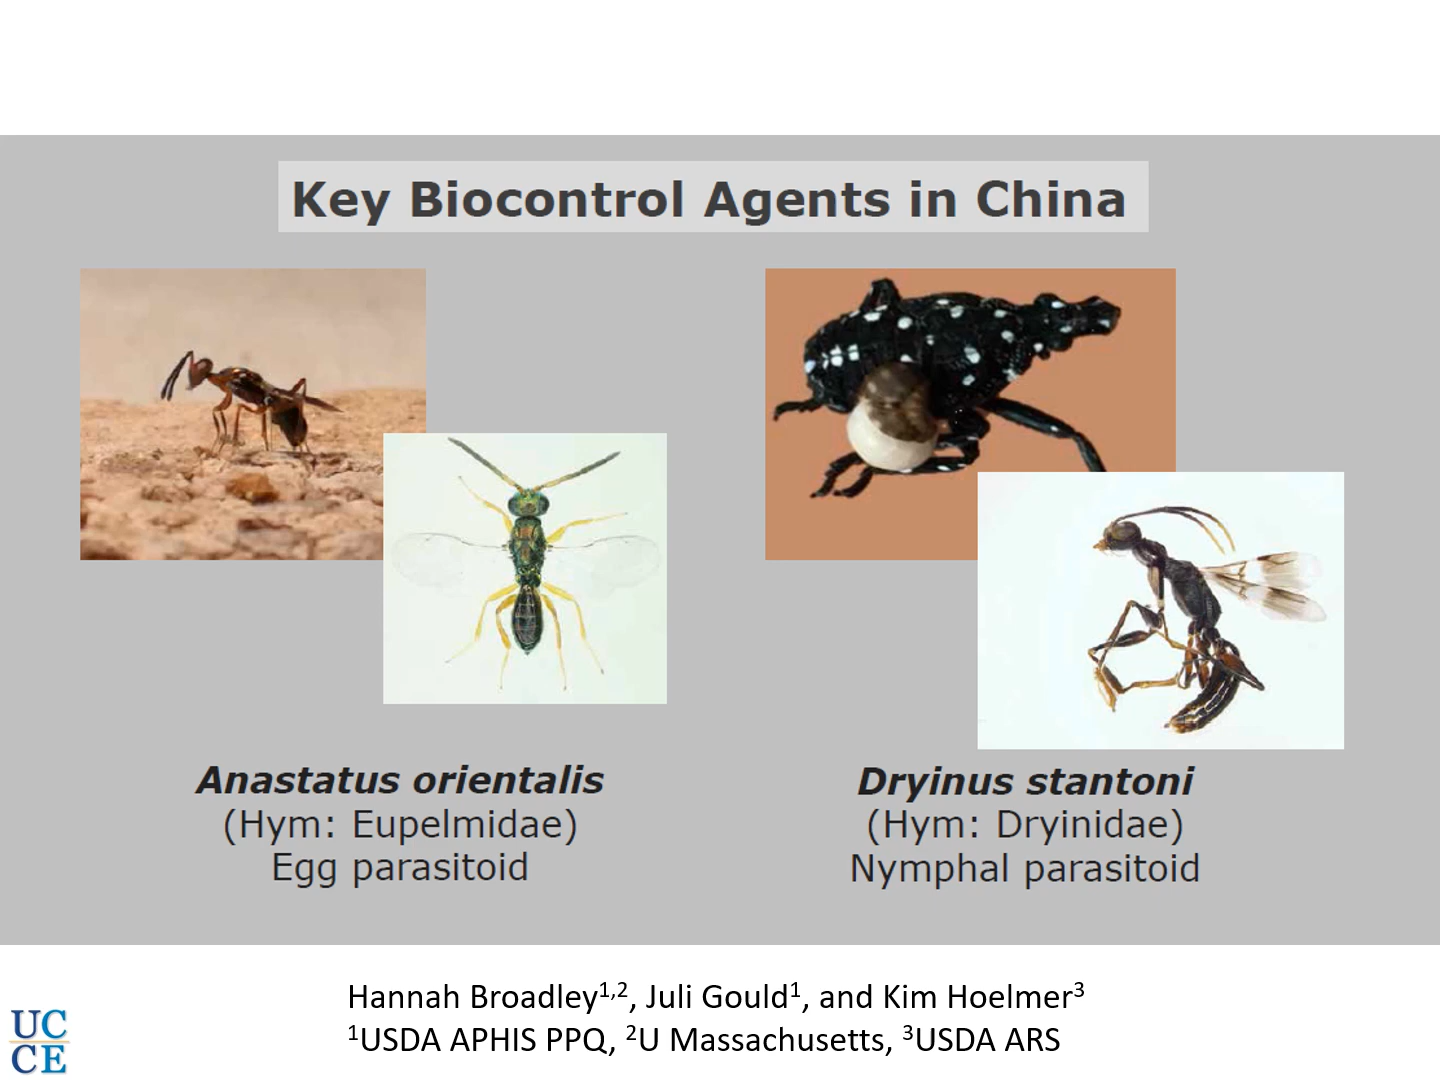 Key Biocontrol Agents in China
Anastatus orientalis
(Hym: Eupelmidae)
Egg parasitoid
Dryinus stantoni
(Hym: Dryinidae)
Nymphal parasitoid
Hannah Broadley1,2, Juli Gould1, and Kim Hoelmer3
1USDA APHIS PPQ, 2U Massachusetts, 3USDA ARS
UC
CE